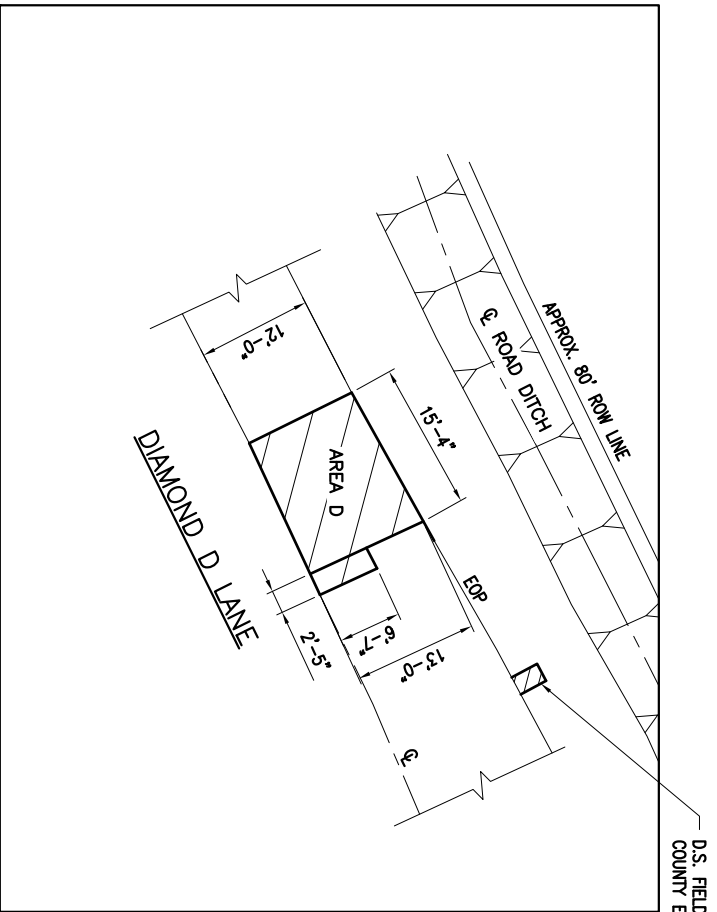 D.S. FIELD
COUNTY E
APPROX. 80' ROW LINE
℄ ROAD DITCH
15'-4"
12'-0"
AREA D
EOP
6'-7"
13'-0"
2'-5"
℄
DIAMOND D LANE